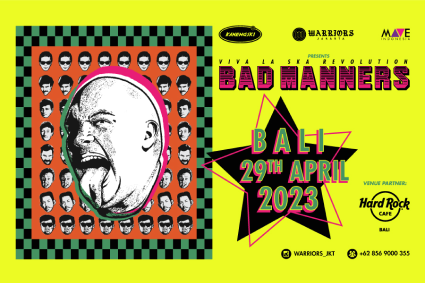 KANEMOJKT
WARRIORS
JAKARTA
MAVE
INDONESIA
PRESENTS
VIVA LA SKA REVOLUTION
BAD MANNERS
BALI
29TH APRIL
2023
VENUE PARTNER:
Hard Rock
CAFE
BALI
WARRIORS_JKT
+62 856 9000 355